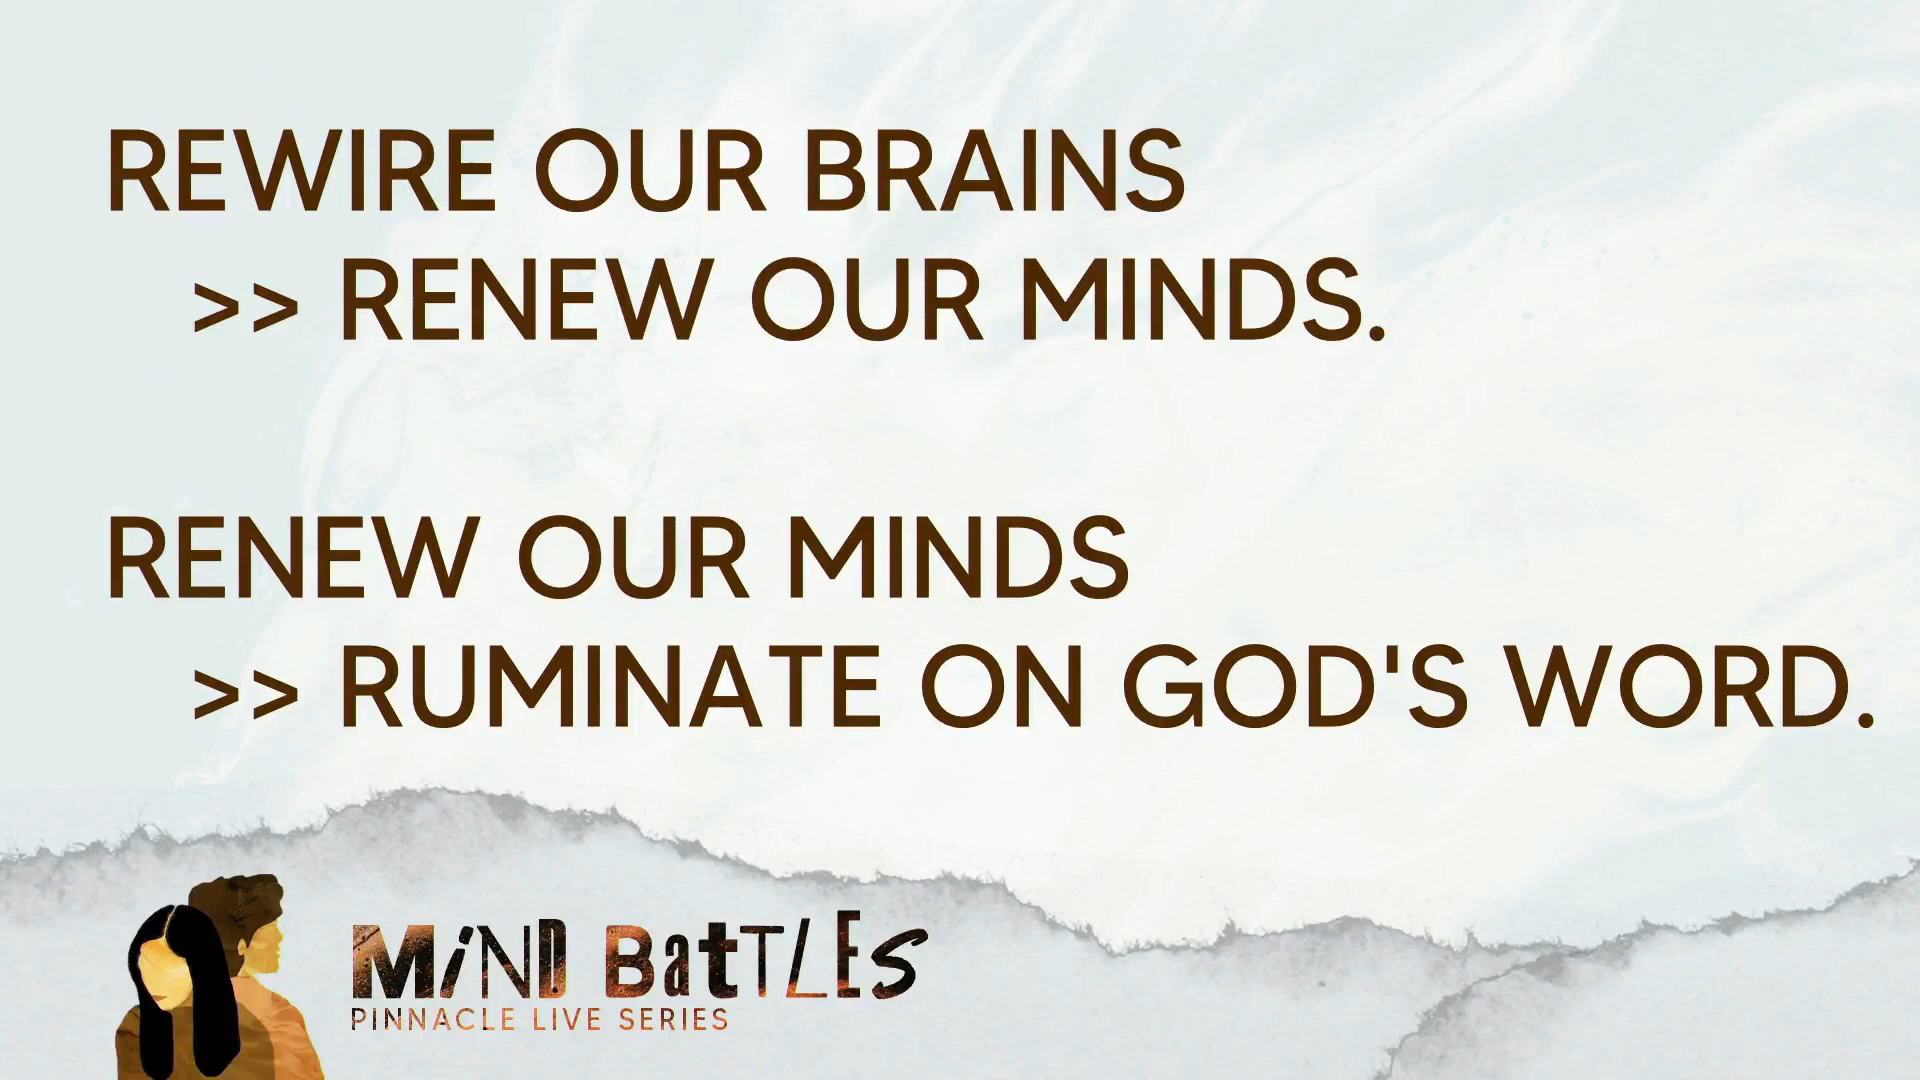 REWIRE OUR BRAINS
>> RENEW OUR MINDS.
RENEW OUR MINDS
>> RUMINATE ON GOD'S WORD.
MiND BatTLES
PINNACLE LIVE SERIES